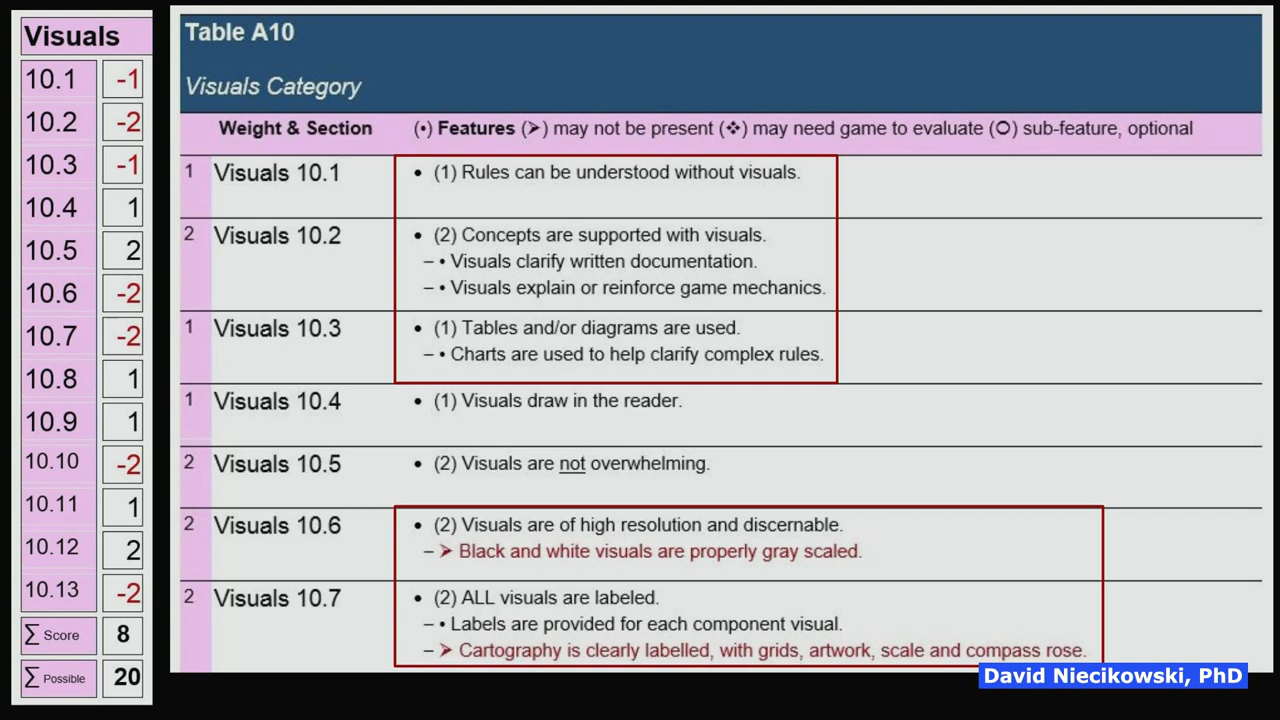 Visuals
10.1 -1
10.2 -2
10.3 -1
10.4 1
10.5 2
10.6 -2
10.7 -2
10.8 1
10.9 1
10.10 -2
10.11 1
10.12 2
10.13 -2
∑ Score 8
∑ Possible 20
Table A10
Visuals Category
Weight & Section (•) Features (➢) may not be present (❖) may need game to evaluate (○) sub-feature, optional
1 Visuals 10.1 • (1) Rules can be understood without visuals.
2 Visuals 10.2 • (2) Concepts are supported with visuals.
– • Visuals clarify written documentation.
– • Visuals explain or reinforce game mechanics.
1 Visuals 10.3 • (1) Tables and/or diagrams are used.
– • Charts are used to help clarify complex rules.
1 Visuals 10.4 • (1) Visuals draw in the reader.
2 Visuals 10.5 • (2) Visuals are not overwhelming.
2 Visuals 10.6 • (2) Visuals are of high resolution and discernable.
– ➢ Black and white visuals are properly gray scaled.
2 Visuals 10.7 • (2) ALL visuals are labeled.
– • Labels are provided for each component visual.
– ➢ Cartography is clearly labelled, with grids, artwork, scale and compass rose.
David Niecikowski, PhD